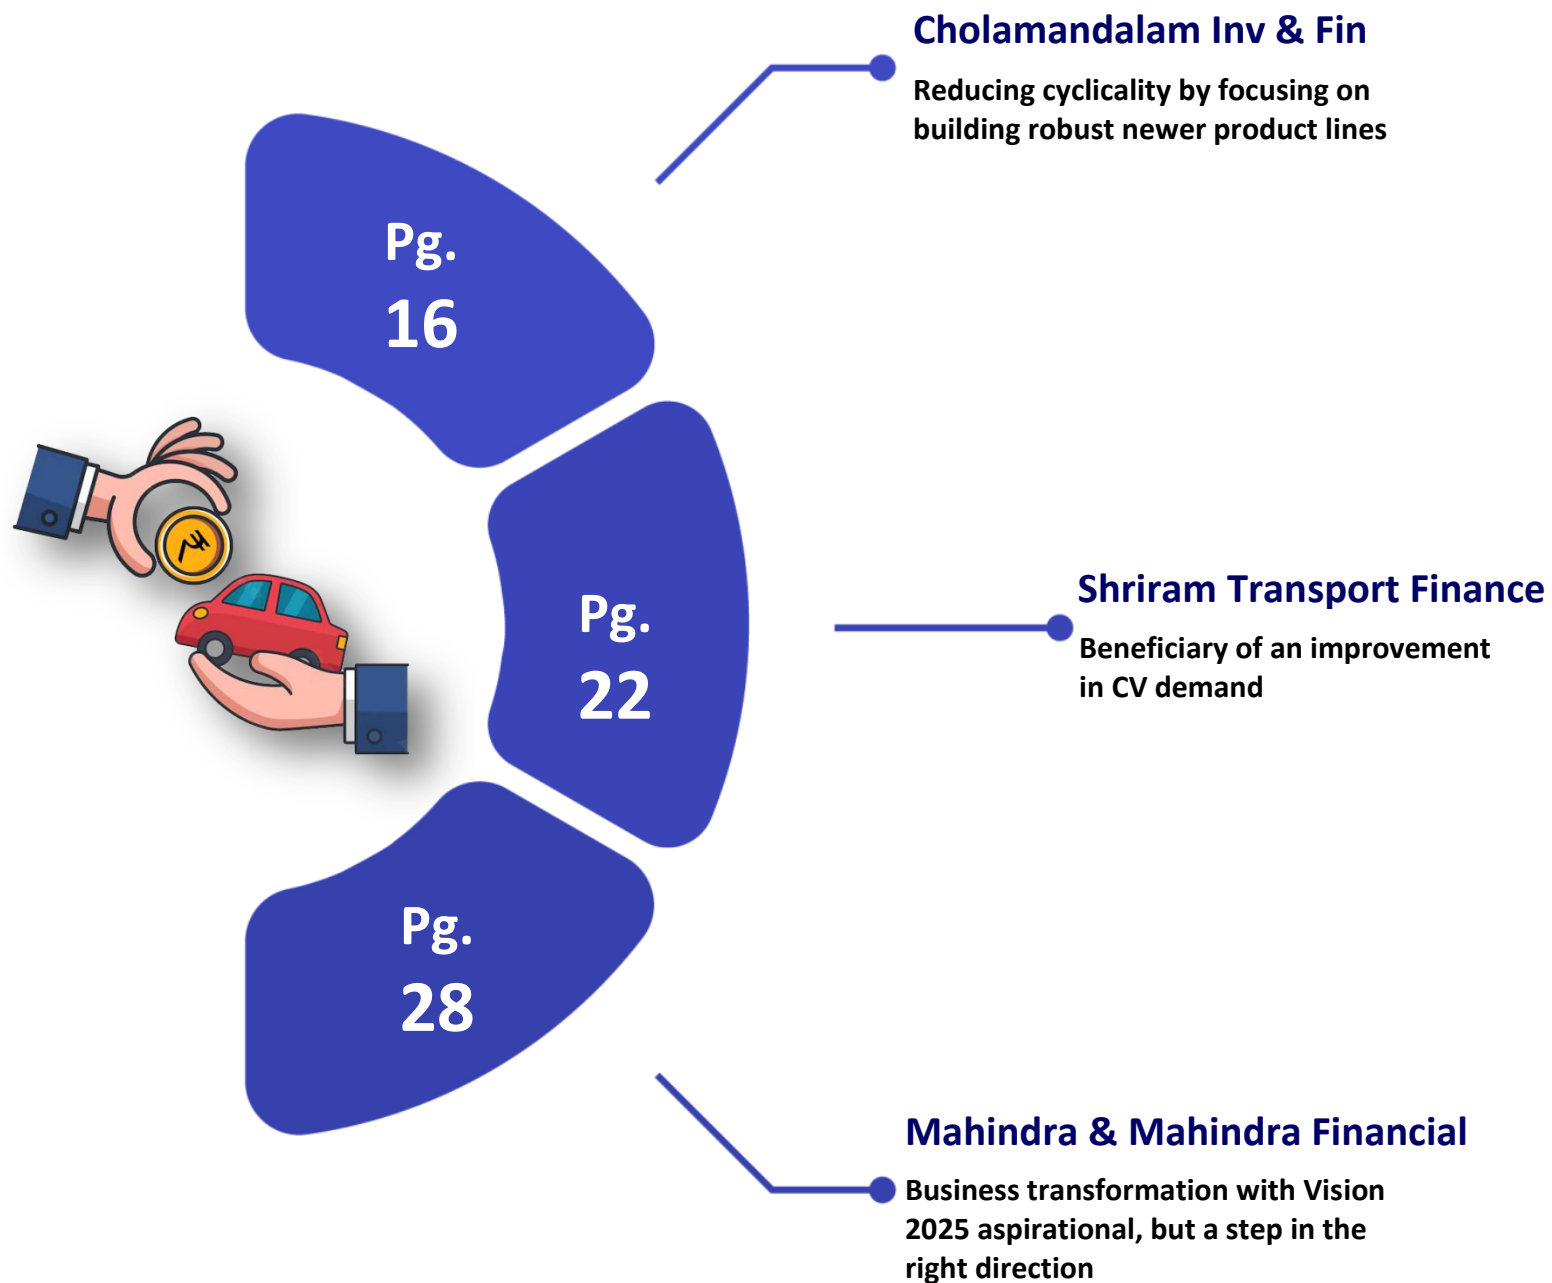 Cholamandalam Inv & Fin
Reducing cyclicality by focusing on
building robust newer product lines
Pg.
16
₹
Pg.
22
Shriram Transport Finance
Beneficiary of an improvement
in CV demand
Pg.
28
Mahindra & Mahindra Financial
Business transformation with Vision
2025 aspirational, but a step in the
right direction